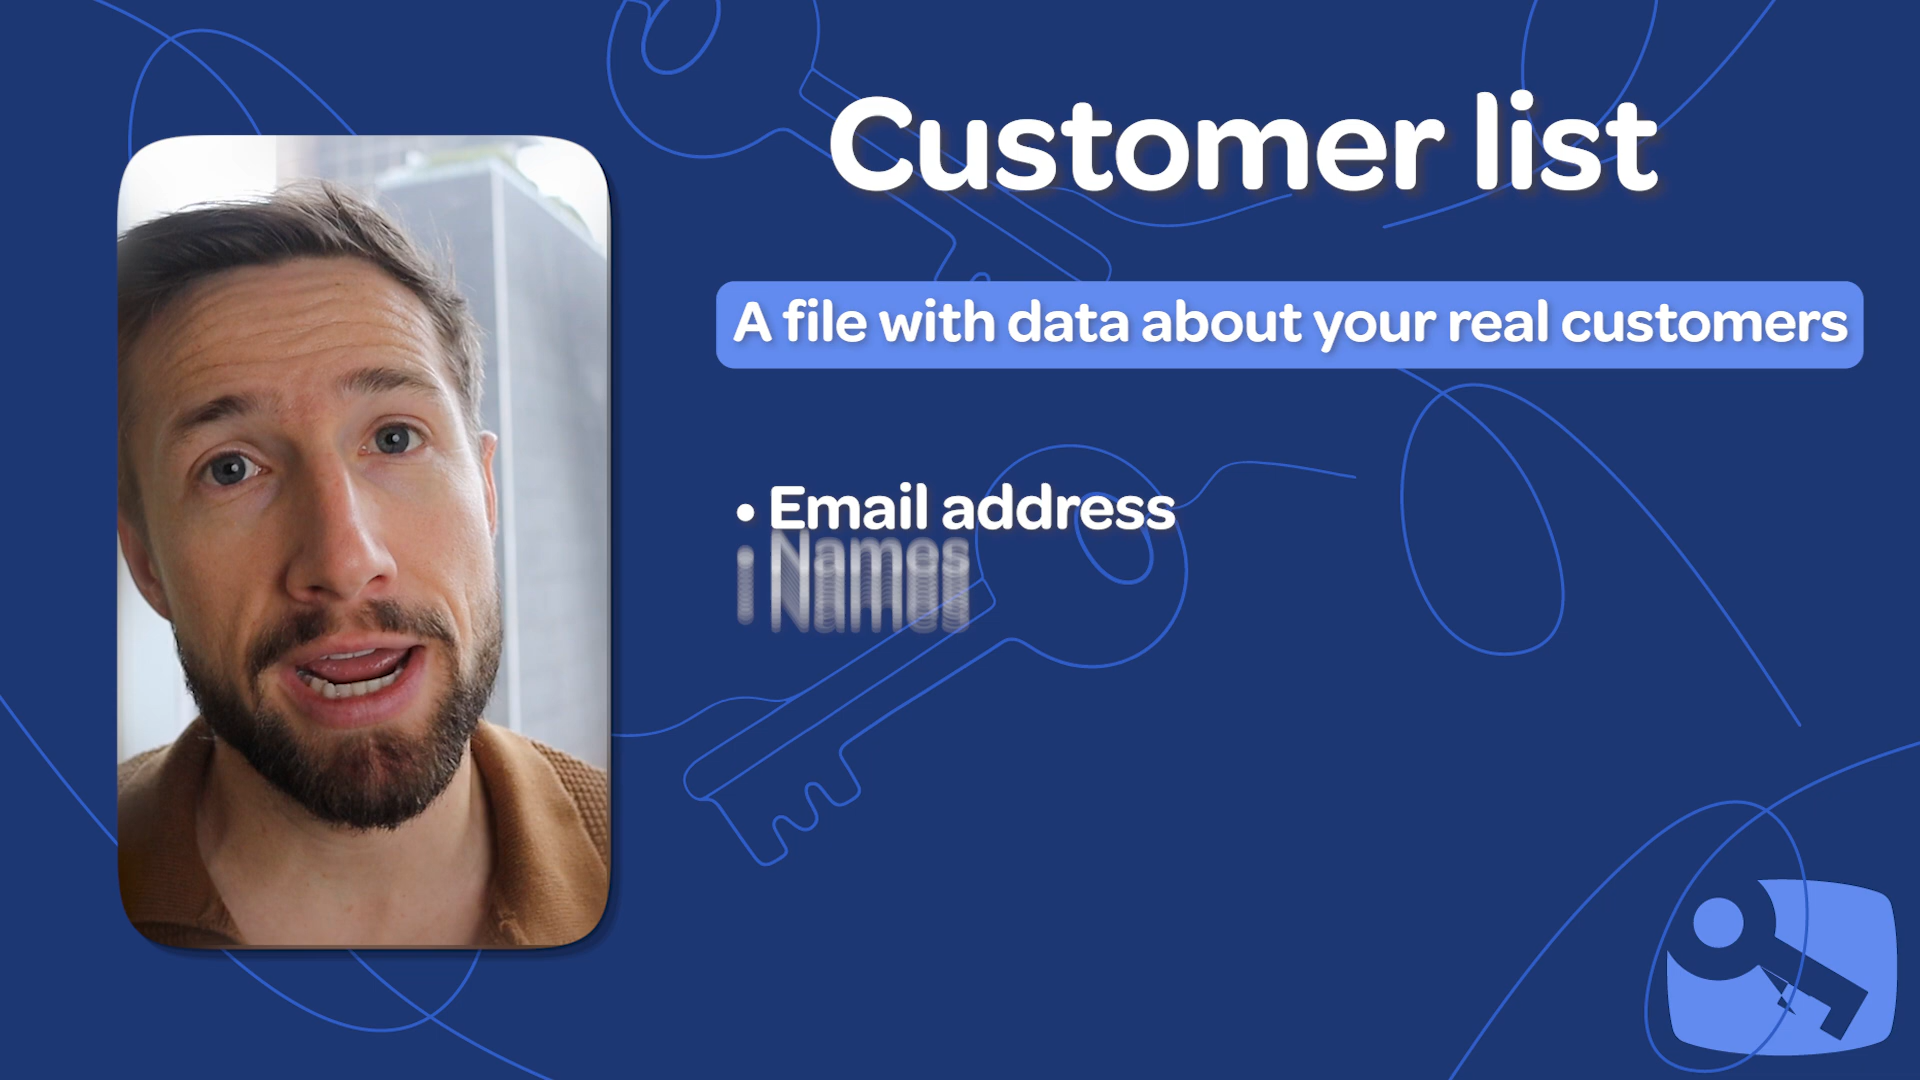 Customer list
A file with data about your real customers
• Email address
• Names